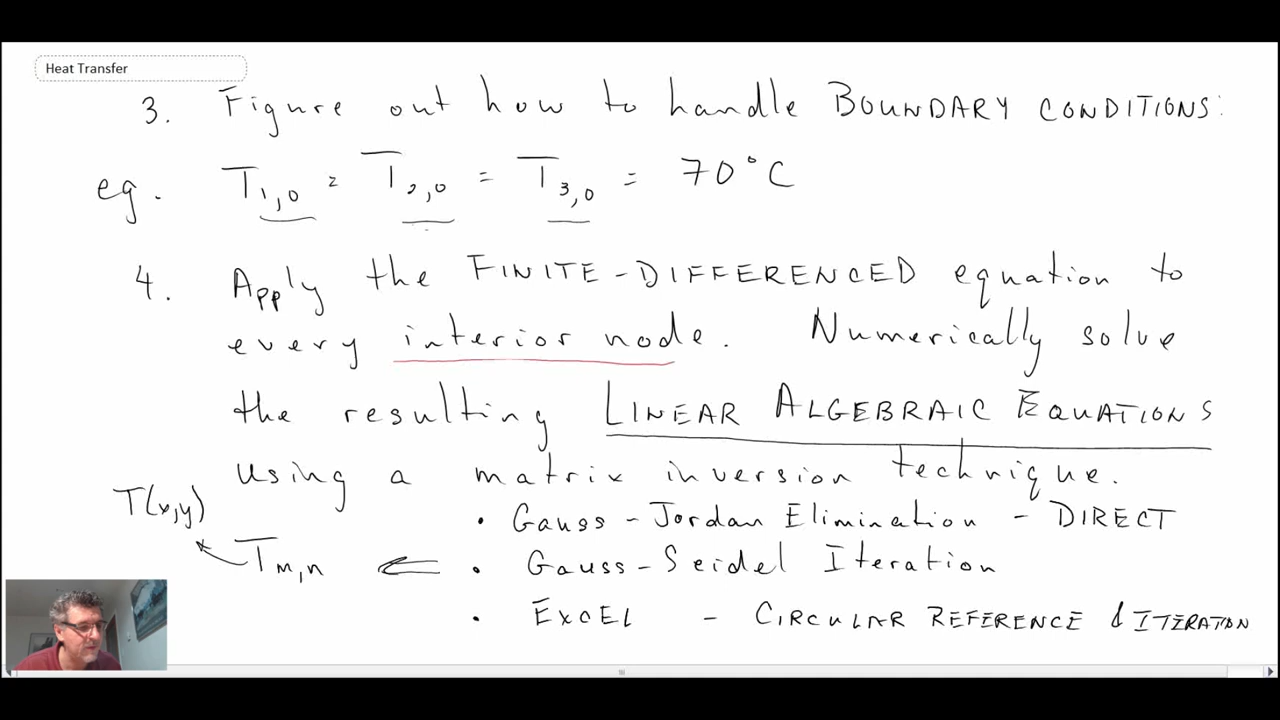 Heat Transfer
3. Figure out how to handle BOUNDARY CONDITIONS:
eg. T1,0 = T2,0 = T3,0 = 70°C
4. Apply the FINITE-DIFFERENCED equation to
every interior node. Numerically solve
the resulting LINEAR ALGEBRAIC EQUATIONS
using a matrix inversion technique.
T(x,y)
• Gauss-Jordan Elimination - DIRECT
Tm,n
• Gauss-Seidel Iteration
• EXCEL - CIRCULAR REFERENCE & ITERATION